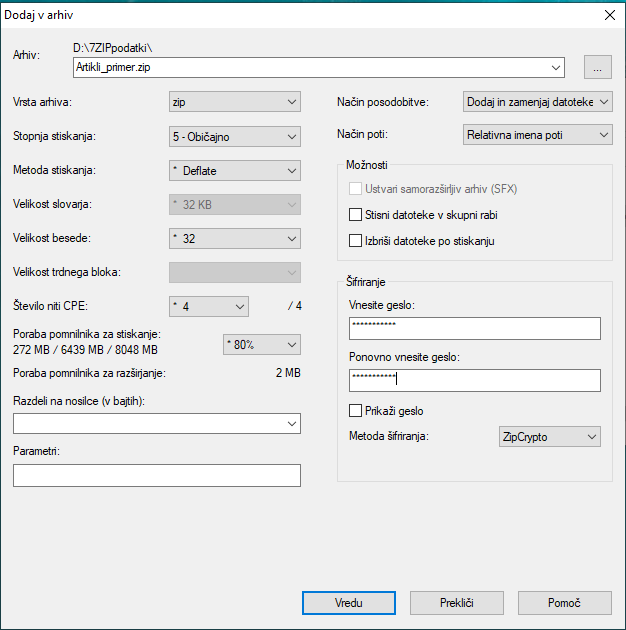 Dodaj v arhiv
Arhiv:
D:\7ZIPpodatki\
Artikli_primer.zip
...
Vrsta arhiva:
zip
Stopnja stiskanja:
5 - Običajno
Metoda stiskanja:
* Deflate
Velikost slovarja:
* 32 KB
Velikost besede:
* 32
Velikost trdnega bloka:
Število niti CPE:
* 4
/ 4
Poraba pomnilnika za stiskanje:
272 MB / 6439 MB / 8048 MB
* 80%
Poraba pomnilnika za razširjanje:
2 MB
Razdeli na nosilce (v bajtih):
Parametri:
Način posodobitve:
Dodaj in zamenjaj datoteke
Način poti:
Relativna imena poti
Možnosti
Ustvari samorazširljiv arhiv (SFX)
Stisni datoteke v skupni rabi
Izbriši datoteke po stiskanju
Šifriranje
Vnesite geslo:
***********
Ponovno vnesite geslo:
***********
Prikaži geslo
Metoda šifriranja:
ZipCrypto
Vredu
Prekliči
Pomoč